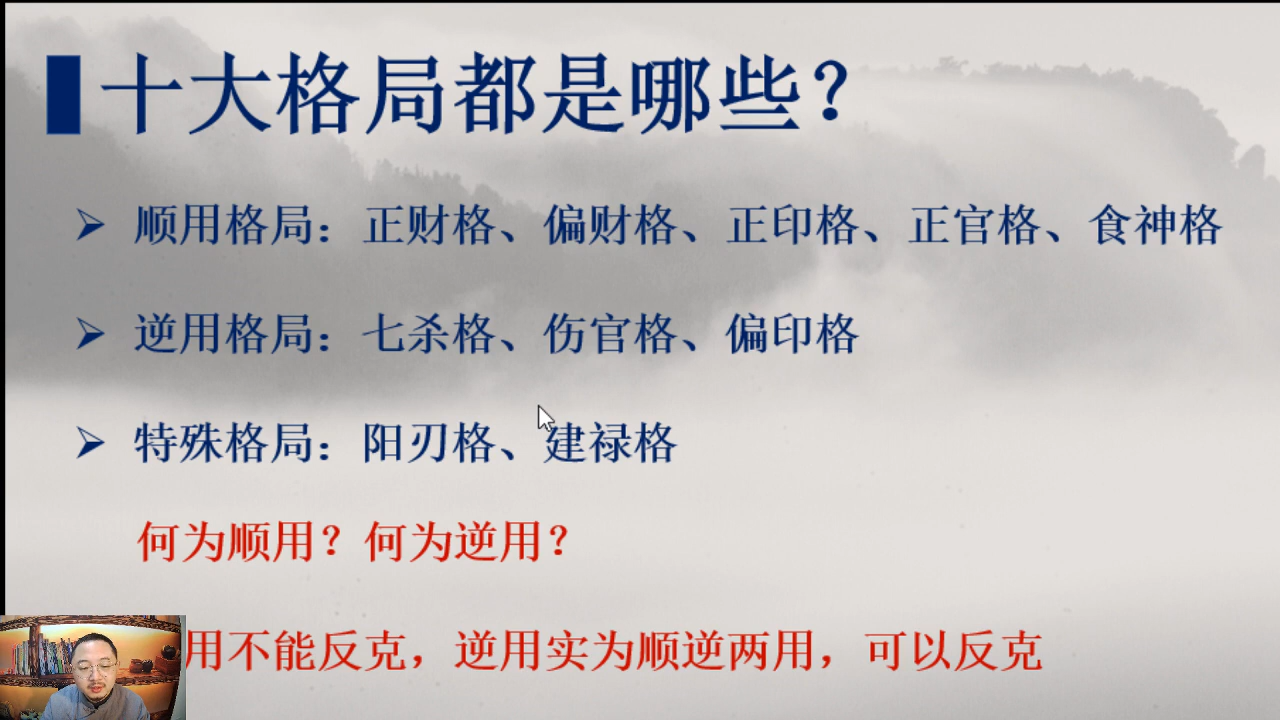 十大格局都是哪些？
顺用格局：正财格、偏财格、正印格、正官格、食神格
逆用格局：七杀格、伤官格、偏印格
特殊格局：阳刃格、建禄格
何为顺用？何为逆用？
用不能反克，逆用实为顺逆两用，可以反克